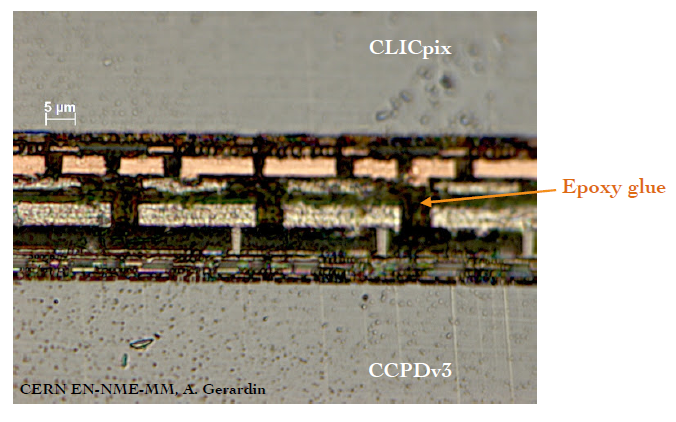 CLICpix
5 µm
Epoxy glue
CCPDv3
CERN EN-NME-MM, A. Gerardin